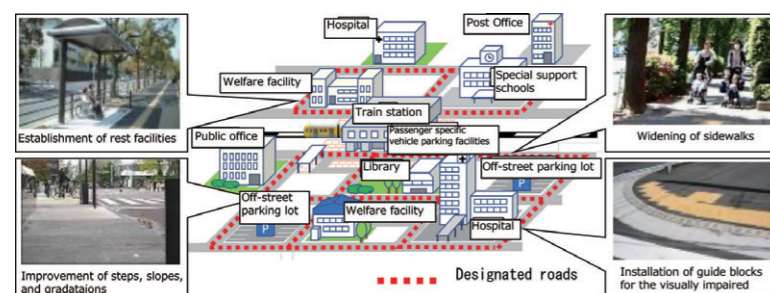 Hospital
Post Office
Welfare facility
Special support
schools
Train station
Establishment of rest facilities
Public office
Passenger specific
vehicle parking facilities
Widening of sidewalks
Library
Off-street parking lot
Off-street
parking lot
Welfare facility
P
P
Hospital
Improvement of steps, slopes,
and gradataions
Designated roads
Installation of guide blocks
for the visually impaired